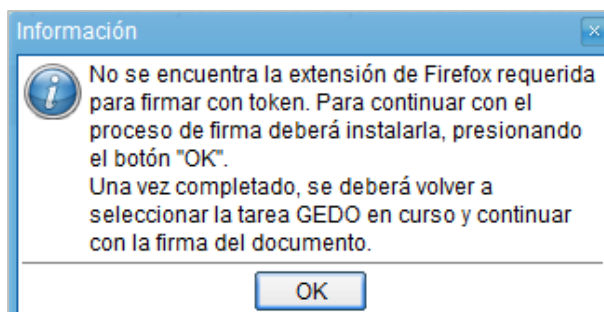 Información
No se encuentra la extensión de Firefox requerida
para firmar con token. Para continuar con el
proceso de firma deberá instalarla, presionando
el botón "OK".
Una vez completado, se deberá volver a
seleccionar la tarea GEDO en curso y continuar
con la firma del documento.
OK